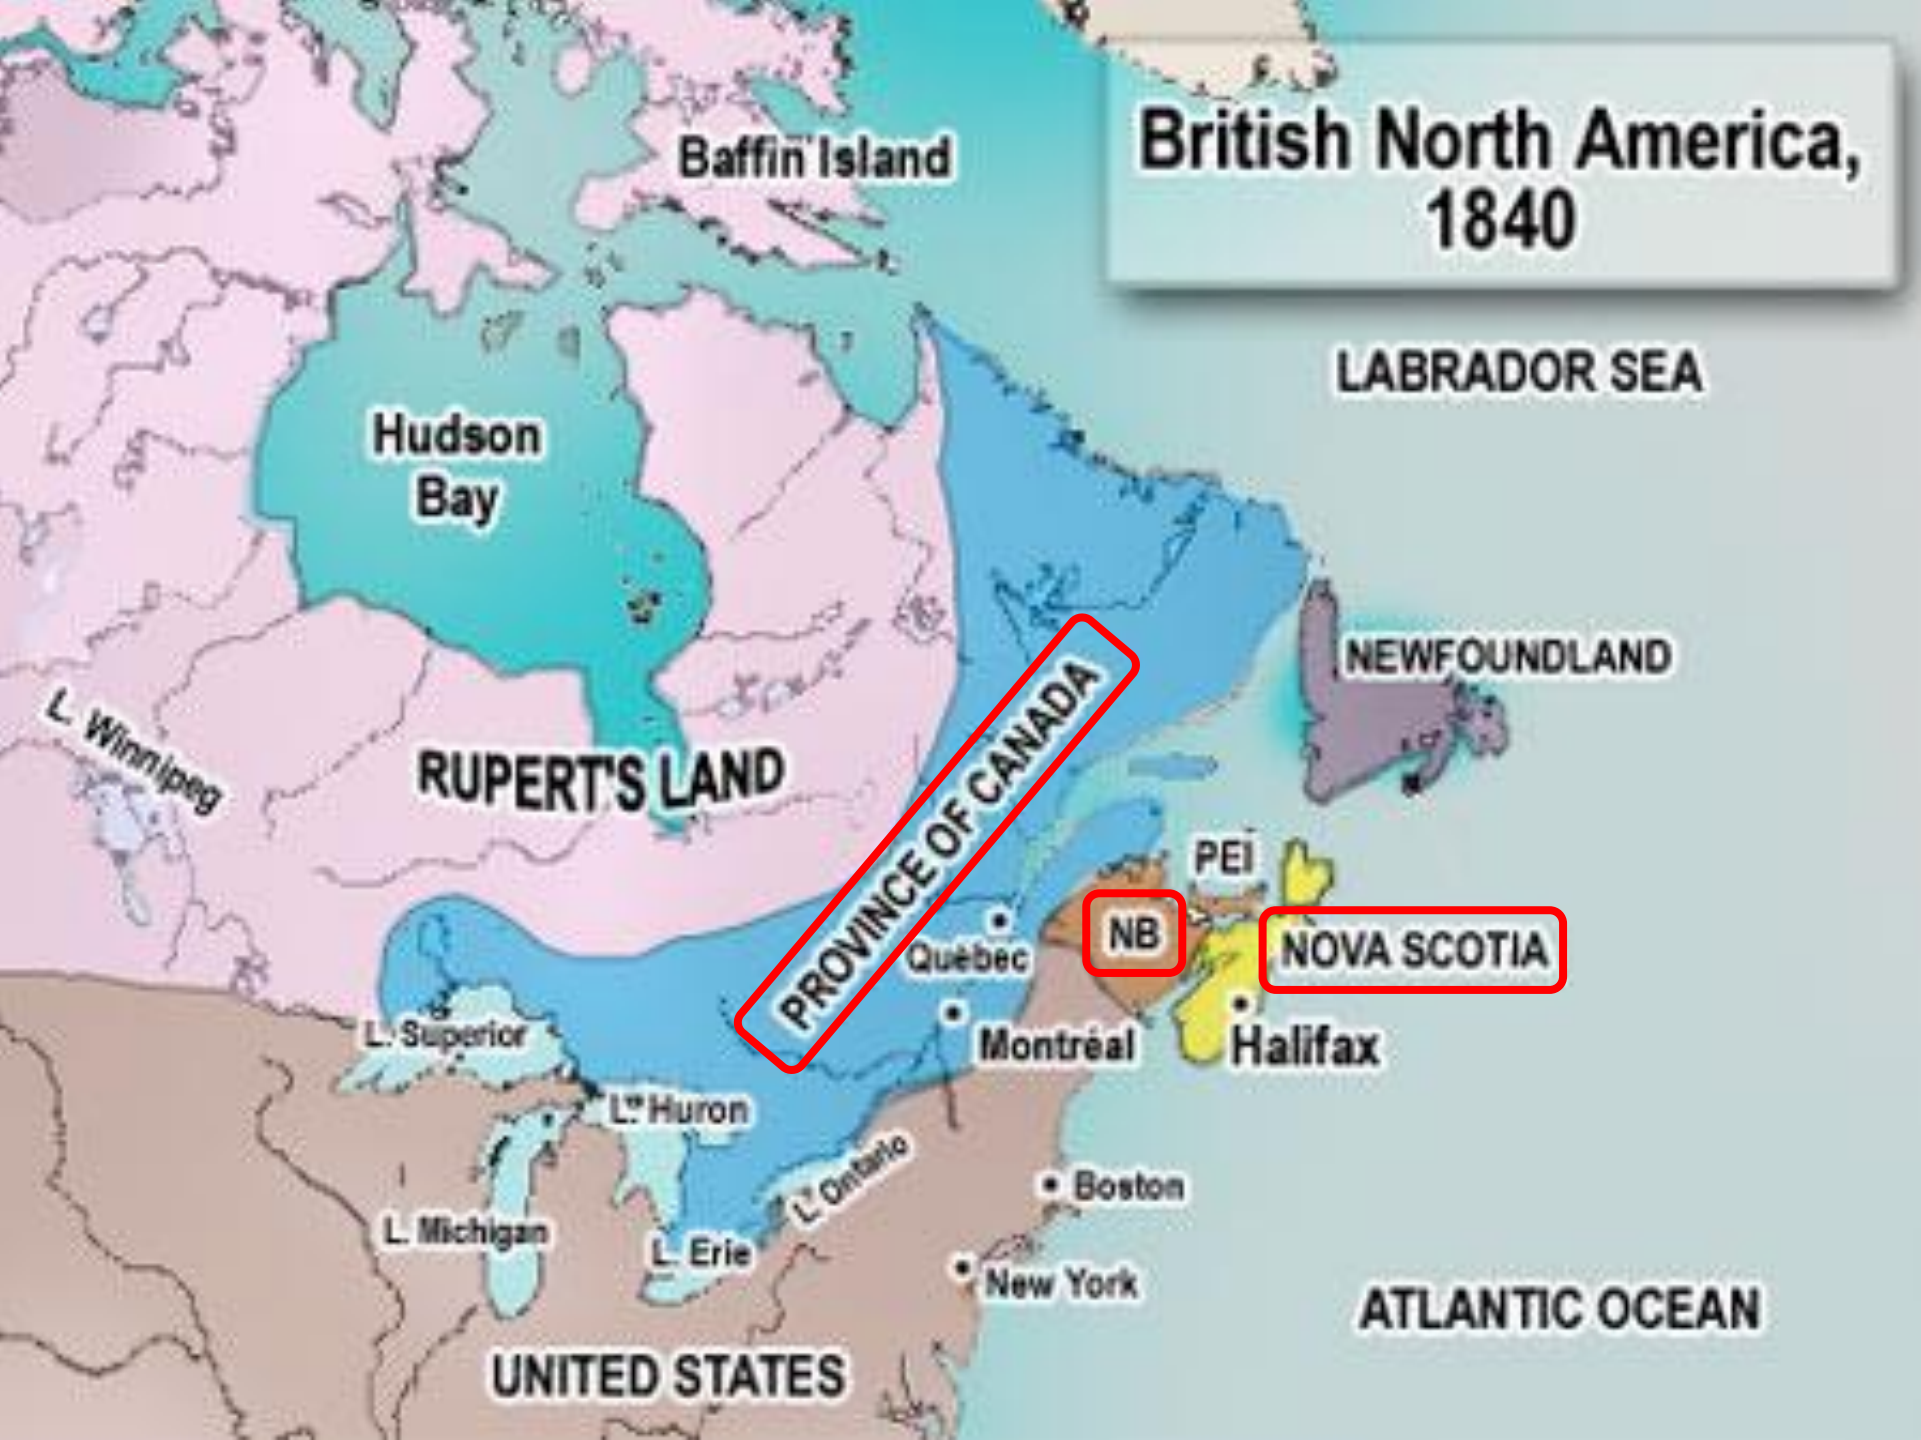 British North America,
1840
Baffin Island
LABRADOR SEA
Hudson
Bay
NEWFOUNDLAND
L. Winnipeg
RUPERT'S LAND
PROVINCE OF CANADA
PEI
NB
NOVA SCOTIA
Québec
L. Superior
Montréal
Halifax
L. Huron
L. Ontario
Boston
L. Michigan
L. Erie
New York
ATLANTIC OCEAN
UNITED STATES